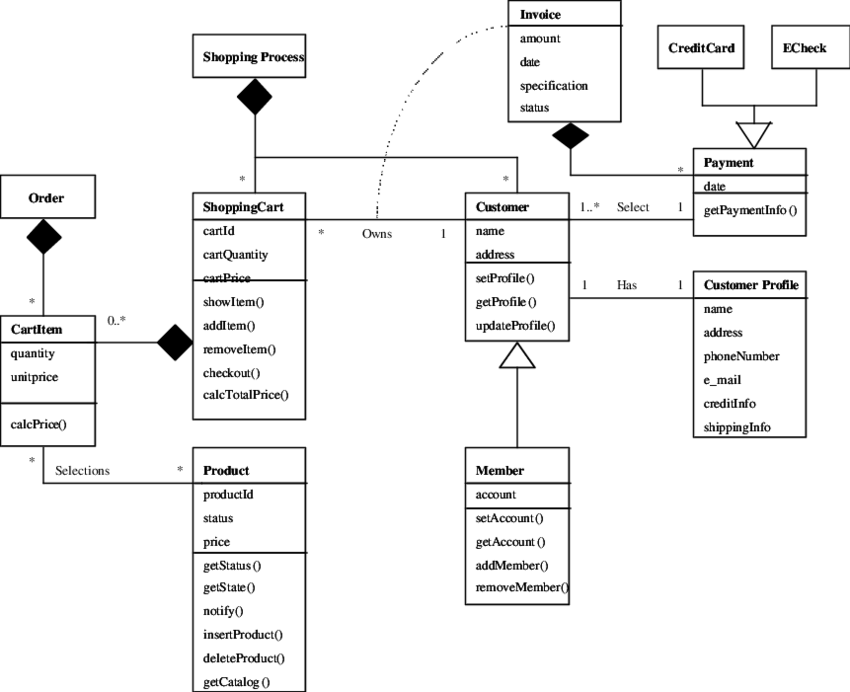 Shopping Process
Invoice
amount
date
specification
status
CreditCard
ECheck
Payment
date
getPaymentInfo()
*
Order
*
*
*
ShoppingCart
cartId
cartQuantity
cartPrice
showItem()
addItem()
removeItem()
checkout()
calcTotalPrice()
* Owns 1
Customer
name
address
setProfile()
getProfile()
updateProfile()
1..* Select 1
1 Has 1
Customer Profile
name
address
phoneNumber
e_mail
creditInfo
shippingInfo
CartItem
quantity
unitprice
calcPrice()
0..*
* Selections *
Product
productId
status
price
getStatus()
getState()
notify()
insertProduct()
deleteProduct()
getCatalog()
Member
account
setAccount()
getAccount()
addMember()
removeMember()